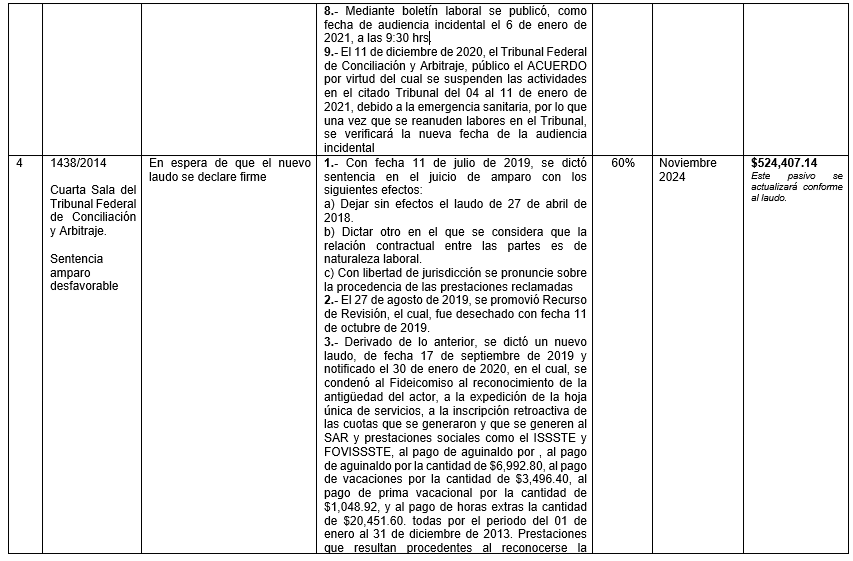 8.- Mediante boletín laboral se publicó, como
fecha de audiencia incidental el 6 de enero de
2021, a las 9:30 hrs
9.- El 11 de diciembre de 2020, el Tribunal Federal
de Conciliación y Arbitraje, público el ACUERDO
por virtud del cual se suspenden las actividades
en el citado Tribunal del 04 al 11 de enero de
2021, debido a la emergencia sanitaria, por lo que
una vez que se reanuden labores en el Tribunal,
se verificará la nueva fecha de la audiencia
incidental
4
1438/2014
Cuarta Sala del
Tribunal Federal
de Conciliación
y Arbitraje.
Sentencia
amparo
desfavorable
En espera de que el nuevo
laudo se declare firme
1.- Con fecha 11 de julio de 2019, se dictó
sentencia en el juicio de amparo con los
siguientes efectos:
a) Dejar sin efectos el laudo de 27 de abril de
2018.
b) Dictar otro en el que se considera que la
relación contractual entre las partes es de
naturaleza laboral.
c) Con libertad de jurisdicción se pronuncie sobre
la procedencia de las prestaciones reclamadas
2.- El 27 de agosto de 2019, se promovió Recurso
de Revisión, el cual, fue desechado con fecha 11
de octubre de 2019.
3.- Derivado de lo anterior, se dictó un nuevo
laudo, de fecha 17 de septiembre de 2019 y
notificado el 30 de enero de 2020, en el cual, se
condenó al Fideicomiso al reconocimiento de la
antigüedad del actor, a la expedición de la hoja
única de servicios, a la inscripción retroactiva de
las cuotas que se generaron y que se generen al
SAR y prestaciones sociales como el ISSSTE y
FOVISSSTE, al pago de aguinaldo por , al pago
de aguinaldo por la cantidad de $6,992.80, al pago
de vacaciones por la cantidad de $3,496.40, al
pago de prima vacacional por la cantidad de
$1,048.92, y al pago de horas extras la cantidad
de $20,451.60. todas por el periodo del 01 de
enero al 31 de diciembre de 2013. Prestaciones
que resultan procedentes al reconocerse la
60%
Noviembre
2024
$524,407.14
Este pasivo se
actualizará conforme
al laudo.